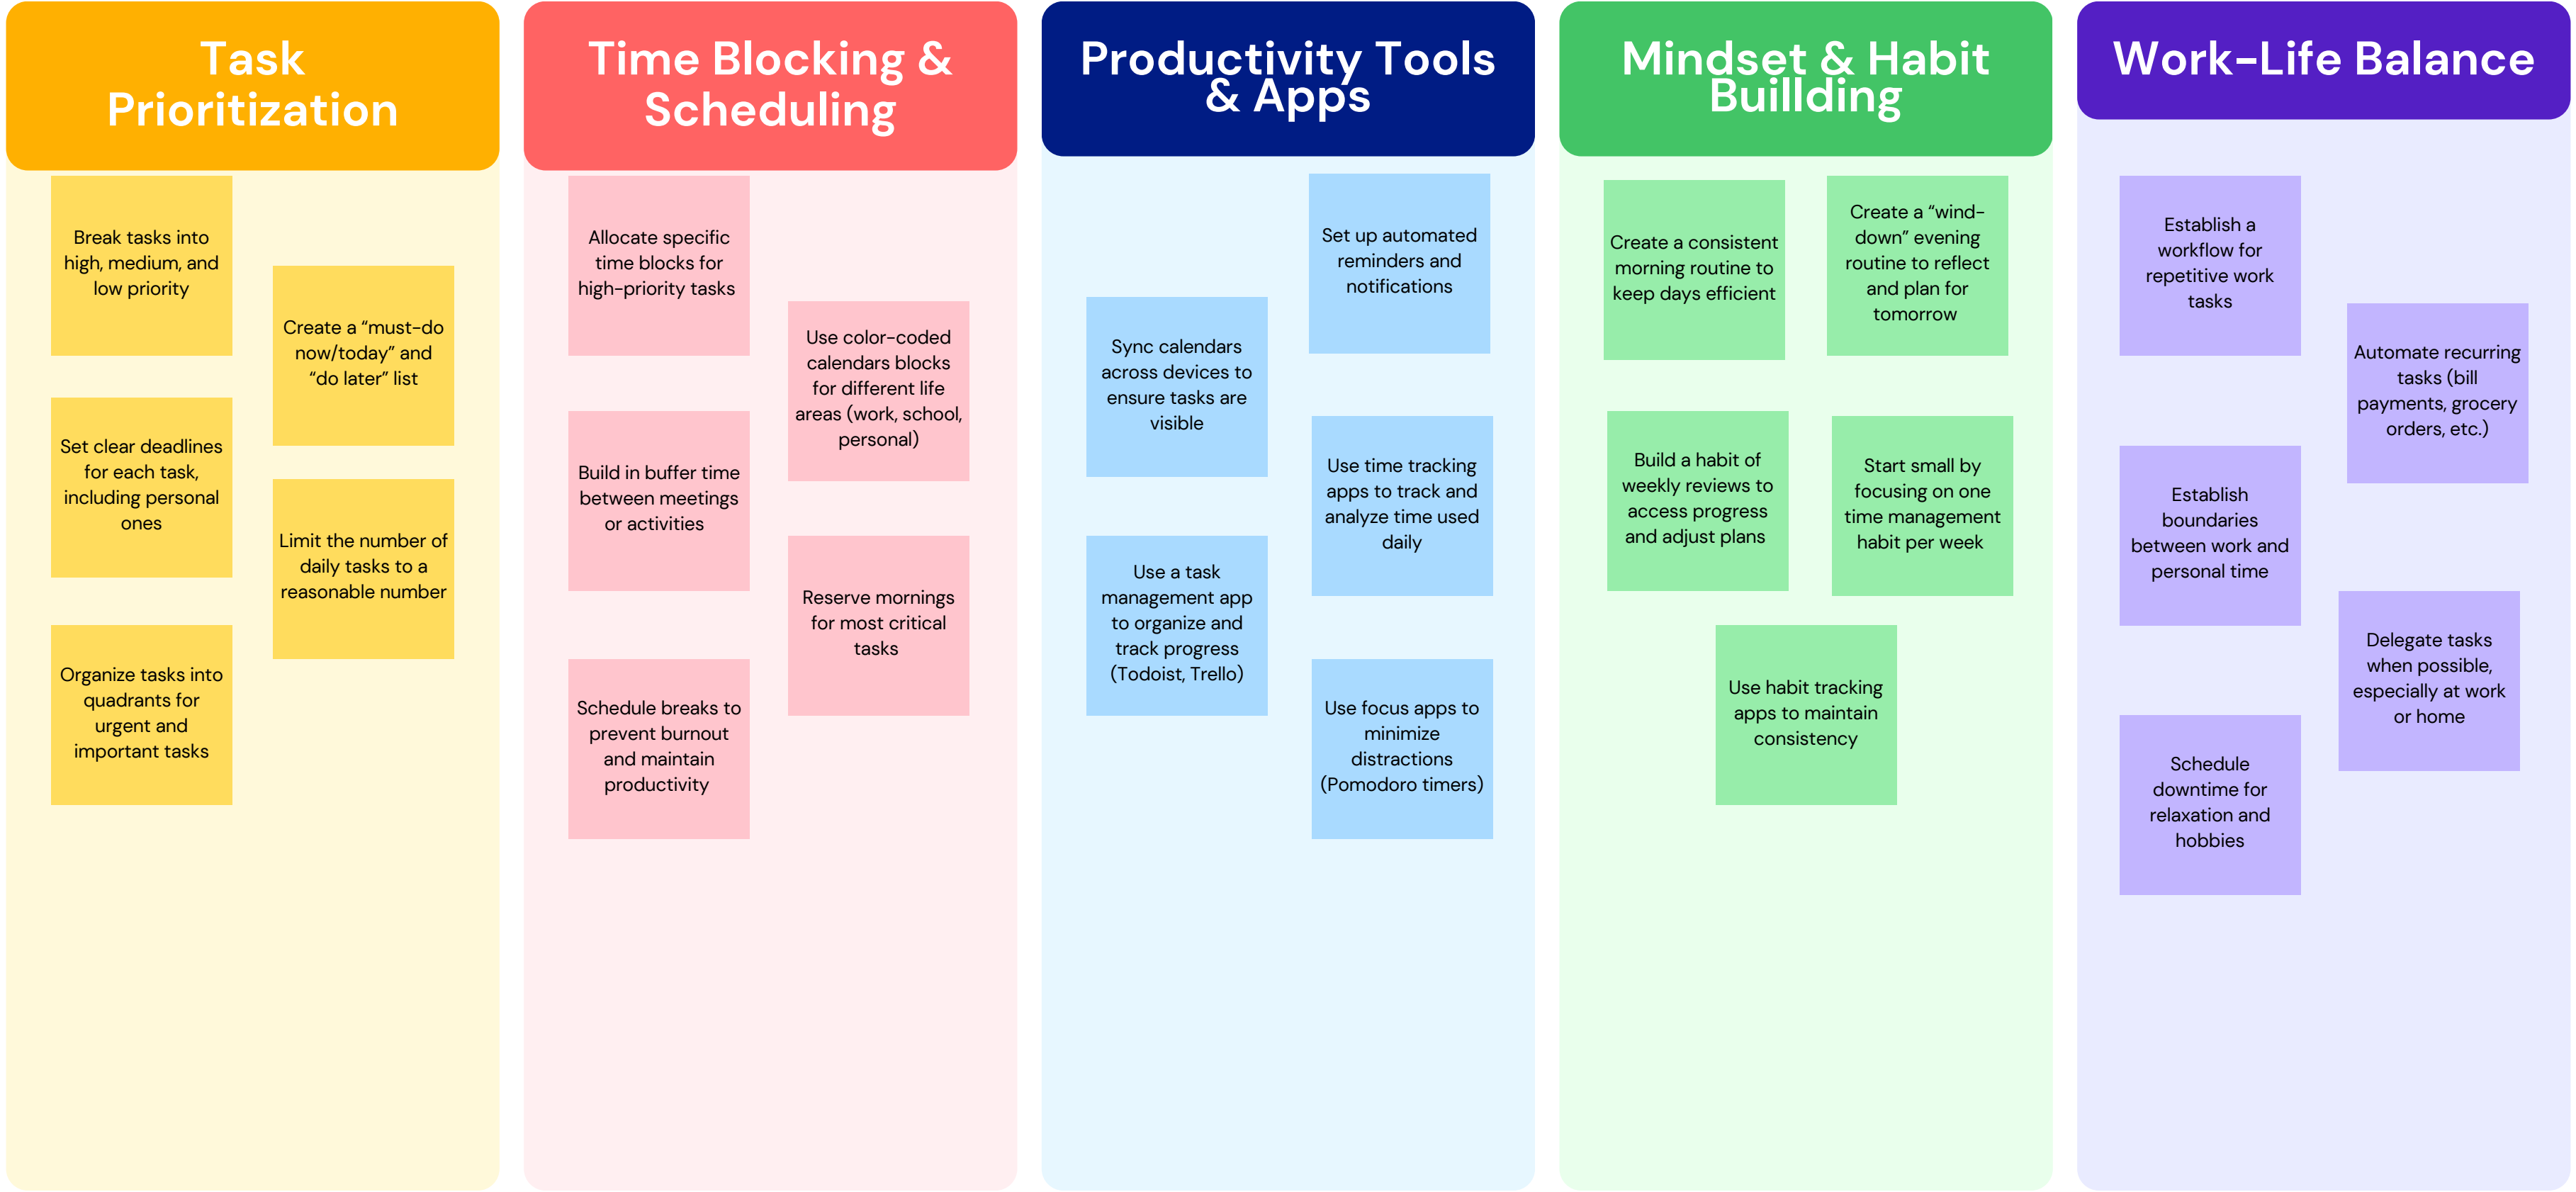 Task
Prioritization
Break tasks into
high, medium, and
low priority
Create a “must-do
now/today” and
“do later” list
Set clear deadlines
for each task,
including personal
ones
Limit the number of
daily tasks to a
reasonable number
Organize tasks into
quadrants for
urgent and
important tasks
Time Blocking &
Scheduling
Allocate specific
time blocks for
high-priority tasks
Use color-coded
calendars blocks
for different life
areas (work, school,
personal)
Build in buffer time
between meetings
or activities
Reserve mornings
for most critical
tasks
Schedule breaks to
prevent burnout
and maintain
productivity
Productivity Tools
& Apps
Set up automated
reminders and
notifications
Sync calendars
across devices to
ensure tasks are
visible
Use time tracking
apps to track and
analyze time used
daily
Use a task
management app
to organize and
track progress
(Todoist, Trello)
Use focus apps to
minimize
distractions
(Pomodoro timers)
Mindset & Habit
Buillding
Create a consistent
morning routine to
keep days efficient
Create a “wind-
down” evening
routine to reflect
and plan for
tomorrow
Build a habit of
weekly reviews to
access progress
and adjust plans
Start small by
focusing on one
time management
habit per week
Use habit tracking
apps to maintain
consistency
Work-Life Balance
Establish a
workflow for
repetitive work
tasks
Automate recurring
tasks (bill
payments, grocery
orders, etc.)
Establish
boundaries
between work and
personal time
Delegate tasks
when possible,
especially at work
or home
Schedule
downtime for
relaxation and
hobbies